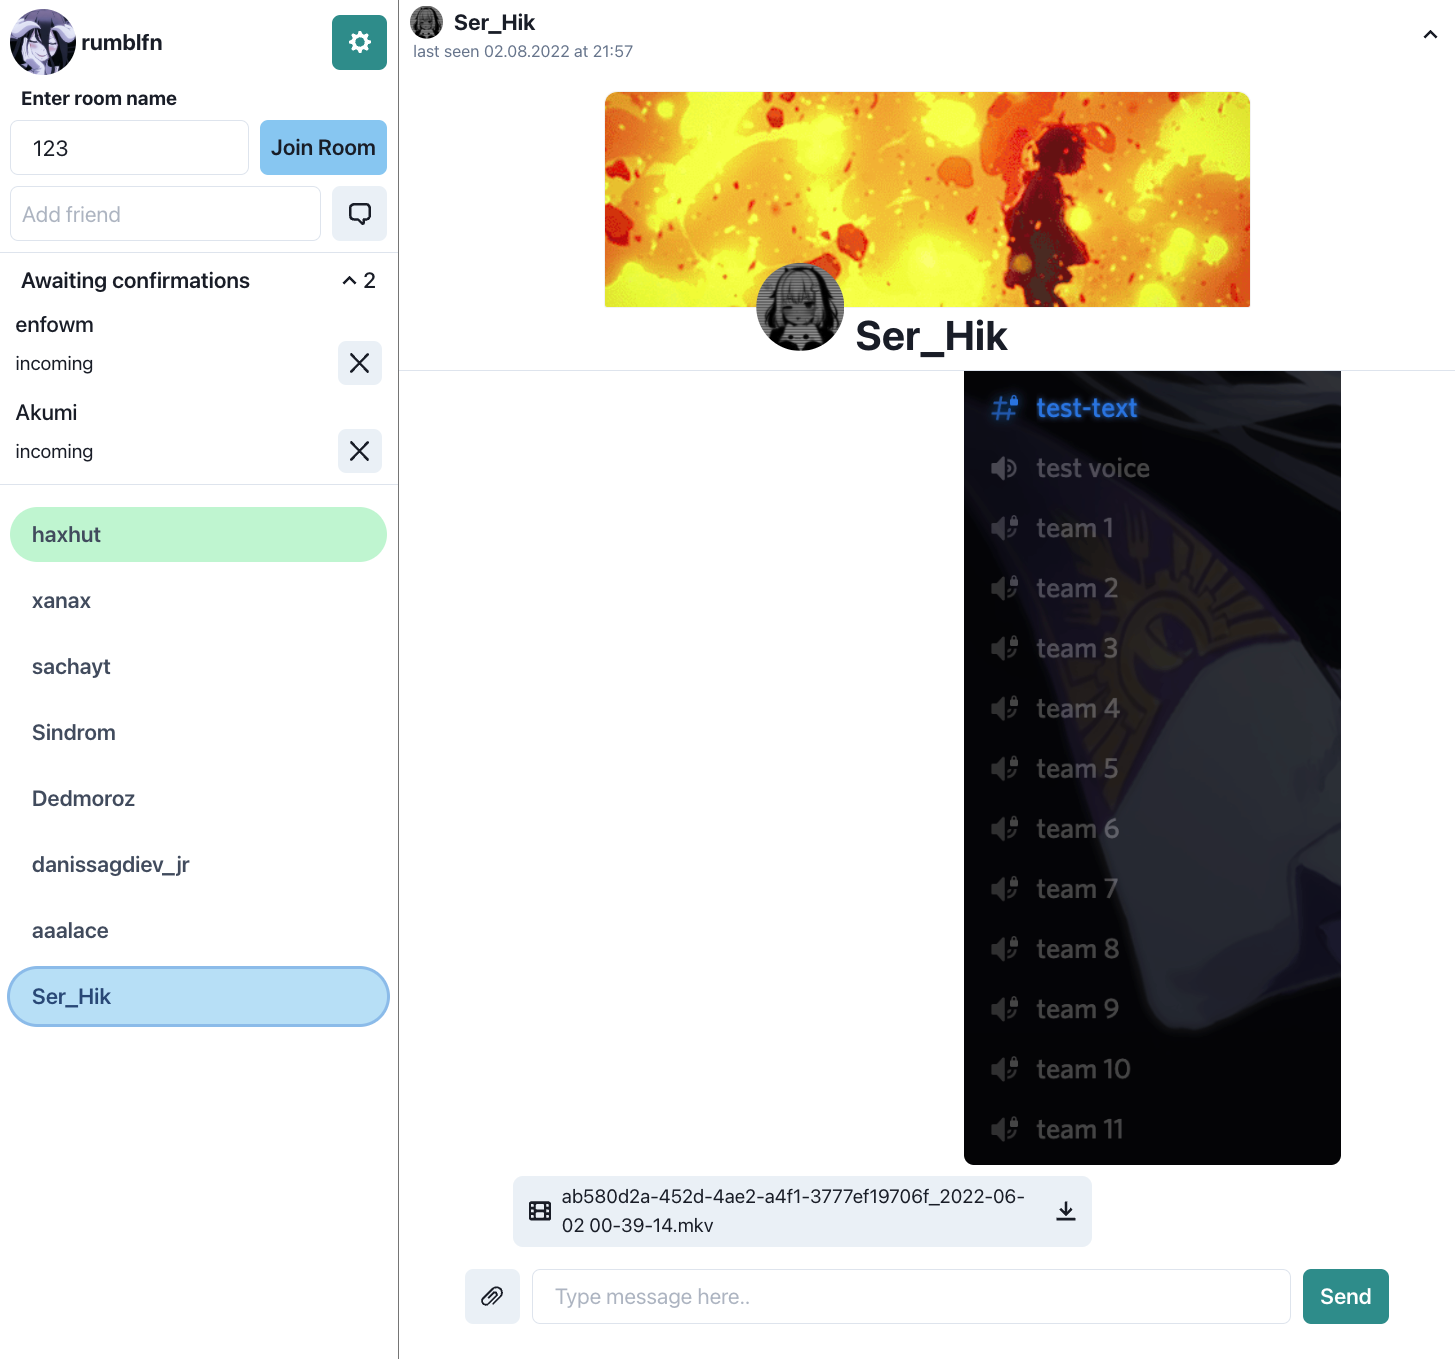 rumblfn
Enter room name
123
Join Room
Add friend
Awaiting confirmations
2
enfowm
incoming
Akumi
incoming
haxhut
xanax
sachayt
Sindrom
Dedmoroz
danissagdiev_jr
aaalace
Ser_Hik
Ser_Hik
last seen 02.08.2022 at 21:57
Ser_Hik
test-text
test voice
team 1
team 2
team 3
team 4
team 5
team 6
team 7
team 8
team 9
team 10
team 11
ab580d2a-452d-4ae2-a4f1-3777ef19706f_2022-06-
02 00-39-14.mkv
Type message here..
Send